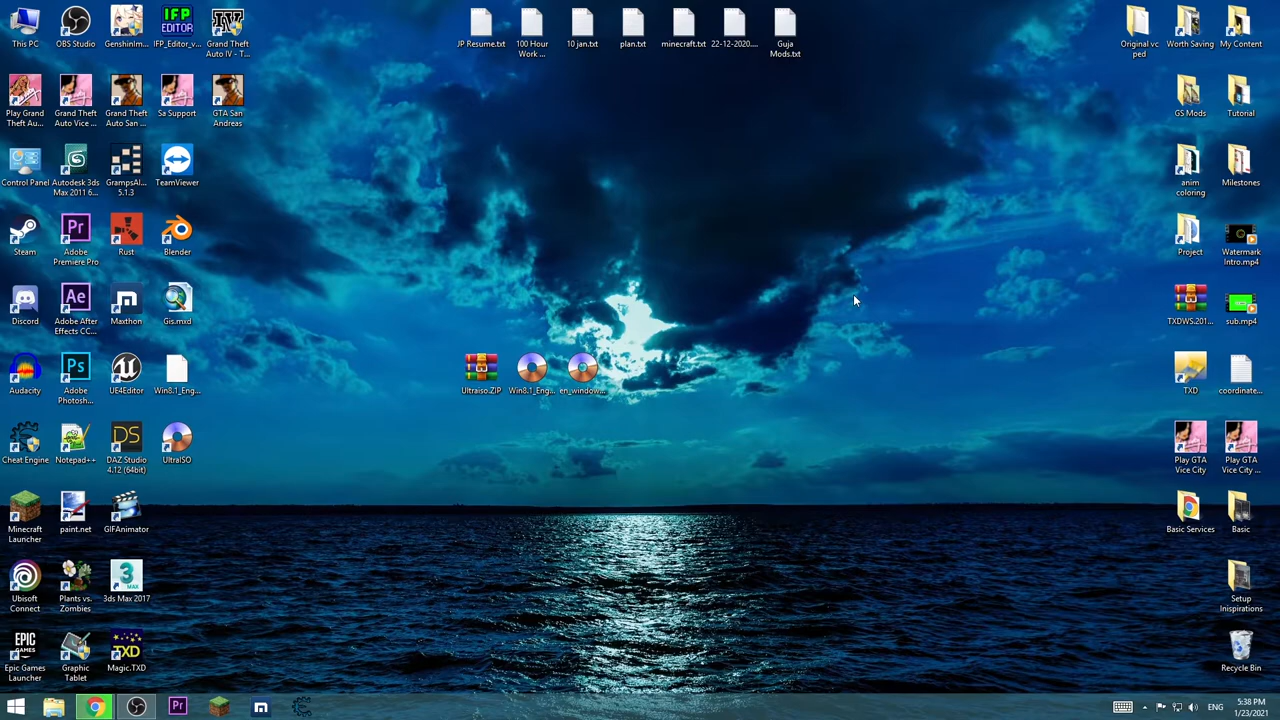 This PC
OBS Studio
GenshinIm...
IFP EDITOR
IFP_Editor_v...
Grand Theft
Auto IV - T...
JP Resume.txt
100 Hour
Work ...
10 jan.txt
plan.txt
minecraft.txt
22-12-2020....
Guja
Mods.txt
Original vc
ped
Worth Saving
My Content
Play Grand
Theft Au...
Grand Theft
Auto Vice ...
Grand Theft
Auto San ...
Sa Support
GTA San
Andreas
GS Mods
Tutorial
Control Panel
Autodesk 3ds
Max 2011 6...
GrampsAI...
5.1.3
TeamViewer
anim
coloring
Milestones
Steam
Adobe
Premiere Pro
Rust
Blender
Project
Watermark
Intro.mp4
Discord
Adobe After
Effects CC...
Maxthon
Gis.mxd
TXDWS.201...
sub.mp4
Audacity
Adobe
Photosh...
UE4Editor
Win8.1_Eng...
Ultraiso.ZIP
Win8.1_Eng...
en_window...
TXD
coordinate...
Cheat Engine
Notepad++
DAZ Studio
4.12 (64bit)
UltraISO
Play GTA
Vice City
Play GTA
Vice City ...
Minecraft
Launcher
paint.net
GIFAnimator
Basic Services
Basic
Ubisoft
Connect
Plants vs.
Zombies
3ds Max 2017
Setup
Inispirations
Epic Games
Launcher
Graphic
Tablet
Magic.TXD
Recycle Bin
ENG
5:38 PM
1/23/2021